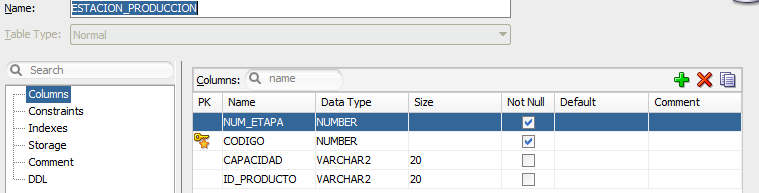 Name: ESTACION_PRODUCCION
Table Type: Normal
Search
Columns
Constraints
Indexes
Storage
Comment
DDL
Columns: name
PK Name Data Type Size Not Null Default Comment
NUM_ETAPA NUMBER
CODIGO NUMBER
CAPACIDAD VARCHAR2 20
ID_PRODUCTO VARCHAR2 20